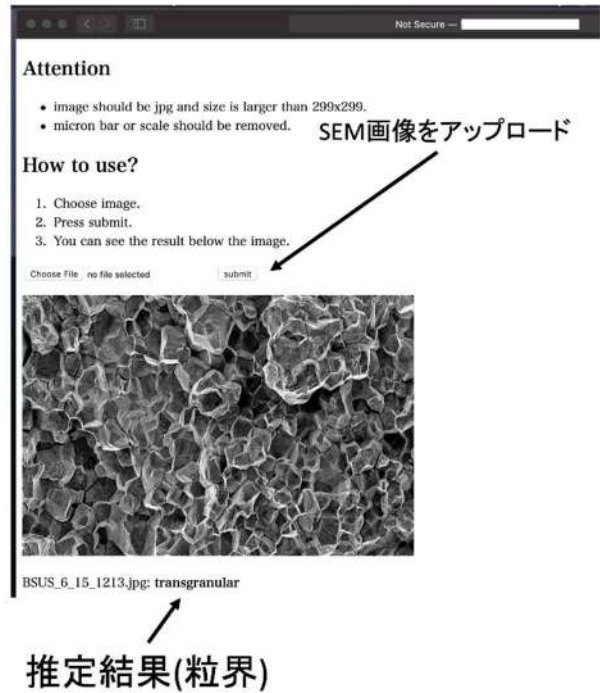 Not Secure —
Attention
• image should be jpg and size is larger than 299x299.
• micron bar or scale should be removed.
SEM画像をアップロード
How to use?
1. Choose image.
2. Press submit.
3. You can see the result below the image.
Choose File no file selected submit
BSUS_6_15_1213.jpg: transgranular
推定結果(粒界)